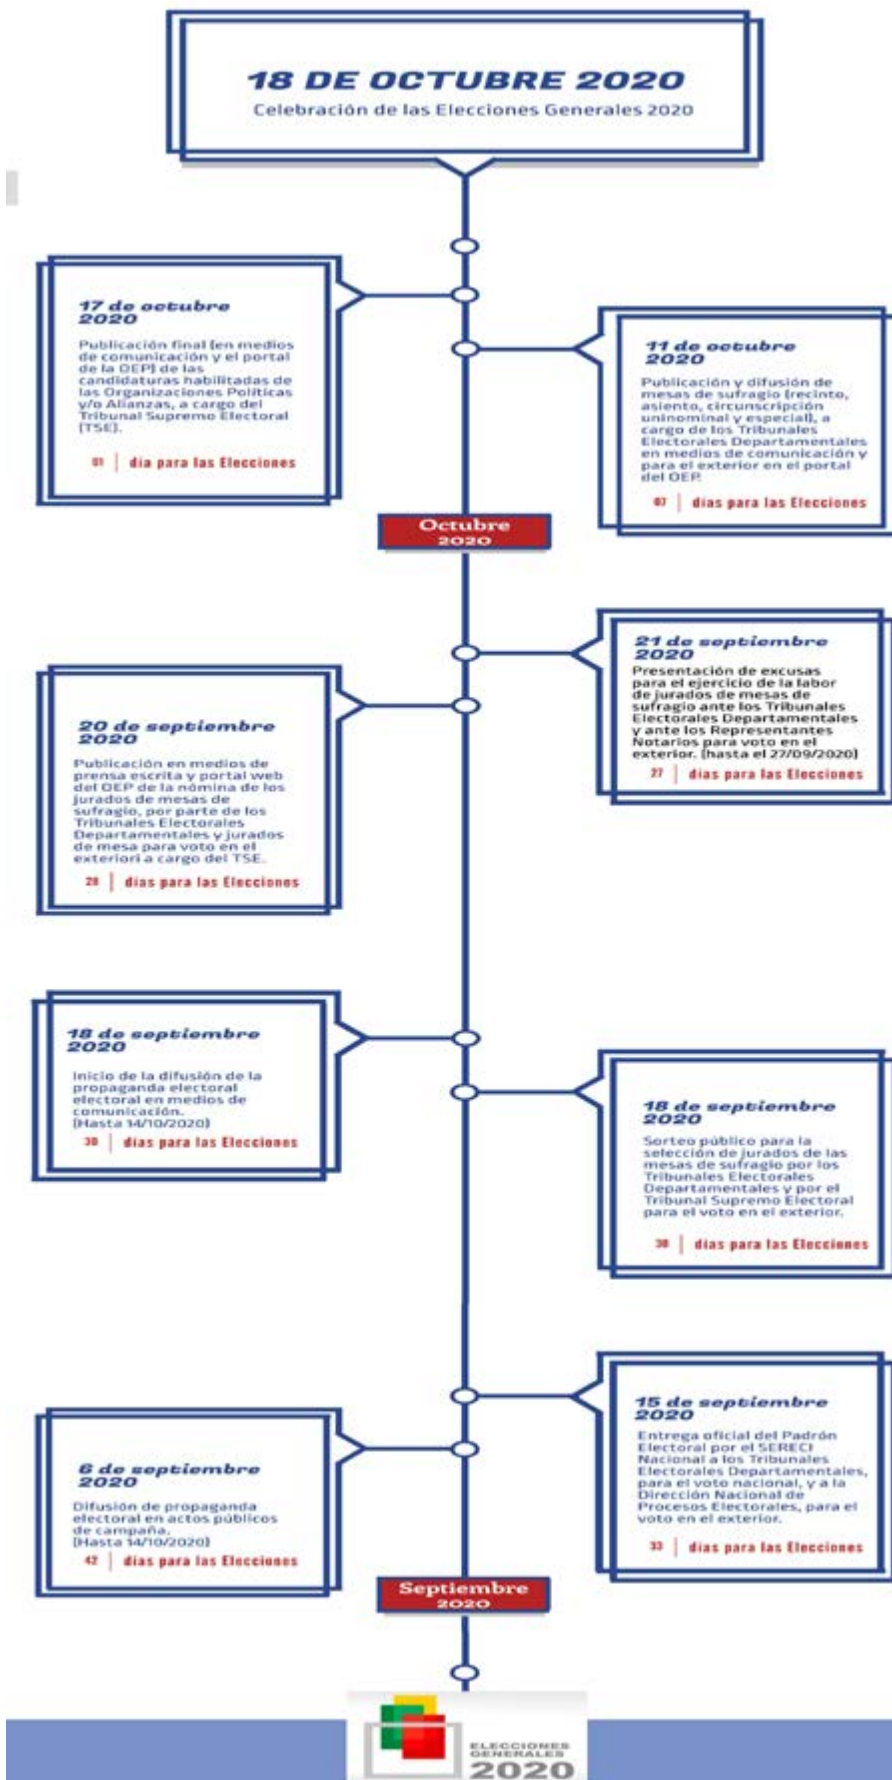 18 DE OCTUBRE 2020
Celebración de las Elecciones Generales 2020
17 de octubre
2020
Publicación final (en medios
de comunicación y el portal
de la OEP) de las
candidaturas habilitadas de
las Organizaciones Políticas
y/o Alianzas, a cargo del
Tribunal Supremo Electoral
(TSE).
01 | día para las Elecciones
11 de octubre
2020
Publicación y difusión de
mesas de sufragio (recinto,
asiento, circunscripción
uninominal y especial), a
cargo de los Tribunales
Electorales Departamentales
en medios de comunicación y
para el exterior en el portal
del OEP.
07 | días para las Elecciones
Octubre
2020
21 de septiembre
2020
Presentación de excusas
para el ejercicio de la labor
de jurados de mesas de
sufragio ante los Tribunales
Electorales Departamentales
y ante los Representantes
Notarios para voto en el
exterior. (hasta el 27/09/2020)
27 | días para las Elecciones
20 de septiembre
2020
Publicación en medios de
prensa escrita y portal web
del OEP de la nómina de los
jurados de mesas de
sufragio, por parte de los
Tribunales Electorales
Departamentales y jurados
de mesa para voto en el
exteriori a cargo del TSE.
28 | días para las Elecciones
18 de septiembre
2020
Inicio de la difusión de la
propaganda electoral
electoral en medios de
comunicación.
(Hasta 14/10/2020)
30 | días para las Elecciones
18 de septiembre
2020
Sorteo público para la
selección de jurados de las
mesas de sufragio por los
Tribunales Electorales
Departamentales y por el
Tribunal Supremo Electoral
para el voto en el exterior.
30 | días para las Elecciones
15 de septiembre
2020
Entrega oficial del Padrón
Electoral por el SERECI
Nacional a los Tribunales
Electorales Departamentales,
para el voto nacional, y a la
Dirección Nacional de
Procesos Electorales, para el
voto en el exterior.
33 | días para las Elecciones
6 de septiembre
2020
Difusión de propaganda
electoral en actos públicos
de campaña.
(Hasta 14/10/2020)
42 | días para las Elecciones
Septiembre
2020
ELECCIONES
GENERALES
2020